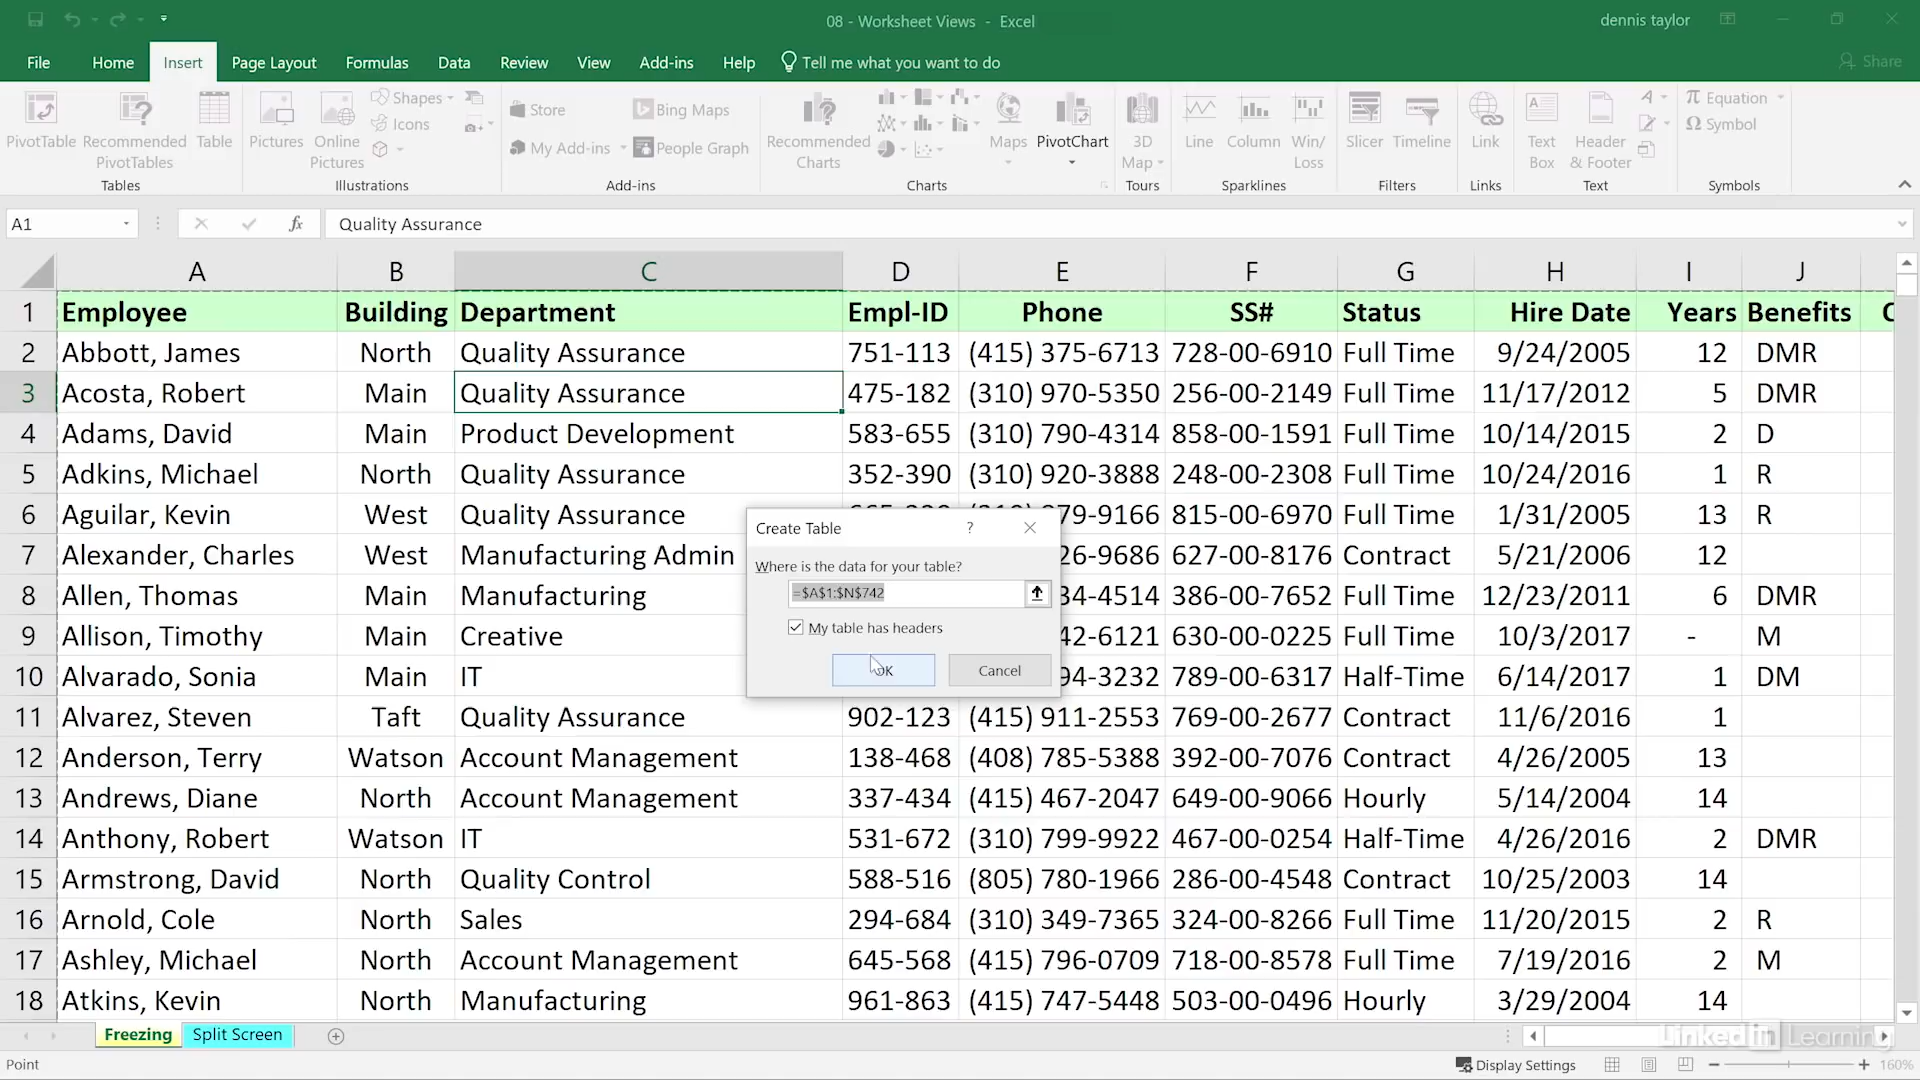 08 - Worksheet Views - Excel
dennis taylor
File Home Insert Page Layout Formulas Data Review View Add-ins Help Tell me what you want to do Share
PivotTable
Recommended PivotTables
Table
Tables
Pictures
Online Pictures
Shapes
Icons
Illustrations
Store
My Add-ins
Bing Maps
People Graph
Add-ins
Recommended Charts
Maps
PivotChart
Charts
3D Map
Tours
Line
Column
Win/ Loss
Sparklines
Slicer
Timeline
Filters
Link
Links
Text Box
Header & Footer
Text
Equation
Symbol
Symbols
A1 fx Quality Assurance
A B C D E F G H I J
1 Employee Building Department Empl-ID Phone SS# Status Hire Date Years Benefits
2 Abbott, James North Quality Assurance 751-113 (415) 375-6713 728-00-6910 Full Time 9/24/2005 12 DMR
3 Acosta, Robert Main Quality Assurance 475-182 (310) 970-5350 256-00-2149 Full Time 11/17/2012 5 DMR
4 Adams, David Main Product Development 583-655 (310) 790-4314 858-00-1591 Full Time 10/14/2015 2 D
5 Adkins, Michael North Quality Assurance 352-390 (310) 920-3888 248-00-2308 Full Time 10/24/2016 1 R
6 Aguilar, Kevin West Quality Assurance 79-9166 815-00-6970 Full Time 1/31/2005 13 R
7 Alexander, Charles West Manufacturing Admin 26-9686 627-00-8176 Contract 5/21/2006 12
8 Allen, Thomas Main Manufacturing 34-4514 386-00-7652 Full Time 12/23/2011 6 DMR
9 Allison, Timothy Main Creative 42-6121 630-00-0225 Full Time 10/3/2017 - M
10 Alvarado, Sonia Main IT 94-3232 789-00-6317 Half-Time 6/14/2017 1 DM
11 Alvarez, Steven Taft Quality Assurance 902-123 (415) 911-2553 769-00-2677 Contract 11/6/2016 1
12 Anderson, Terry Watson Account Management 138-468 (408) 785-5388 392-00-7076 Contract 4/26/2005 13
13 Andrews, Diane North Account Management 337-434 (415) 467-2047 649-00-9066 Hourly 5/14/2004 14
14 Anthony, Robert Watson IT 531-672 (310) 799-9922 467-00-0254 Half-Time 4/26/2016 2 DMR
15 Armstrong, David North Quality Control 588-516 (805) 780-1966 286-00-4548 Contract 10/25/2003 14
16 Arnold, Cole North Sales 294-684 (310) 349-7365 324-00-8266 Full Time 11/20/2015 2 R
17 Ashley, Michael North Account Management 645-568 (415) 796-0709 718-00-8578 Full Time 7/19/2016 2 M
18 Atkins, Kevin North Manufacturing 961-863 (415) 747-5448 503-00-0496 Hourly 3/29/2004 14
Create Table ?
Where is the data for your table?
=$A$1:$N$742
My table has headers
OK Cancel
Freezing Split Screen
LinkedIn Learning
Point Display Settings 160%